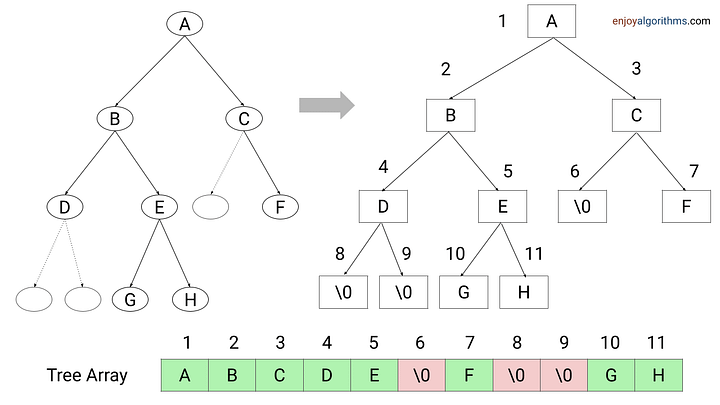 A 1 A enjoyalgorithms.com
2 3
B C B C
4 5 6 7
D E F D E \0 F
8 9 10 11
G H \0 \0 G H
1 2 3 4 5 6 7 8 9 10 11
Tree Array A B C D E \0 F \0 \0 G H